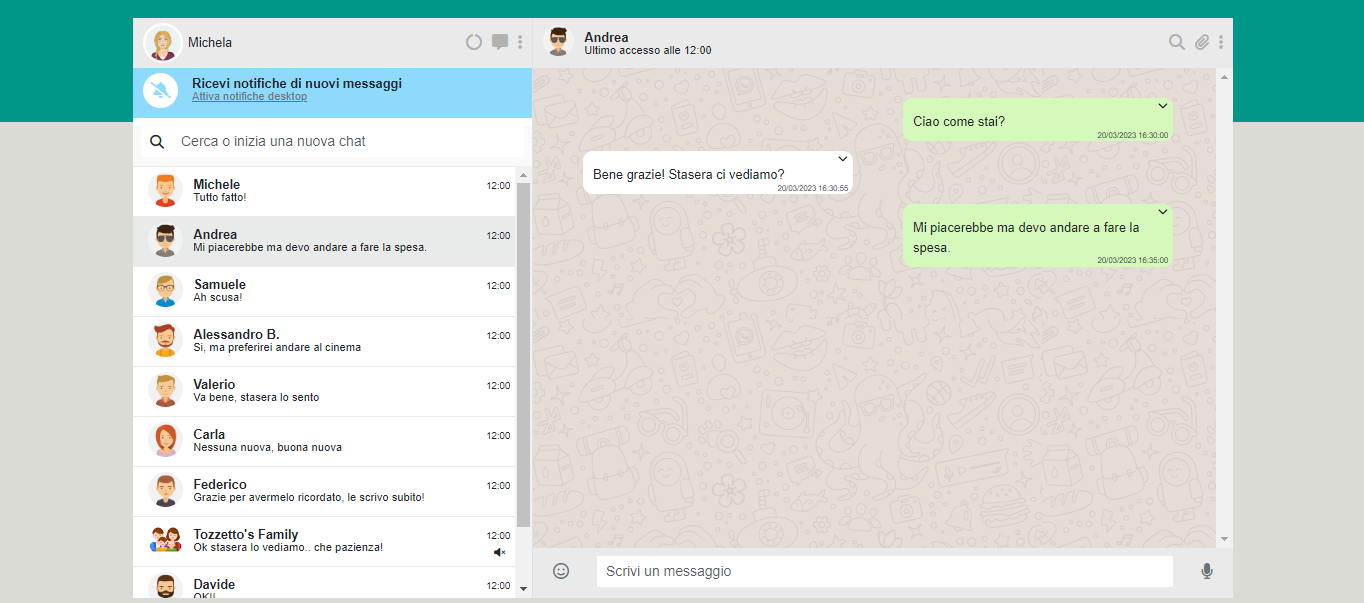 Michela
Ricevi notifiche di nuovi messaggi
Attiva notifiche desktop
Cerca o inizia una nuova chat
Michele 12:00
Tutto fatto!
Andrea 12:00
Mi piacerebbe ma devo andare a fare la spesa.
Samuele 12:00
Ah scusa!
Alessandro B. 12:00
Si, ma preferirei andare al cinema
Valerio 12:00
Va bene, stasera lo sento
Carla 12:00
Nessuna nuova, buona nuova
Federico 12:00
Grazie per avermelo ricordato, le scrivo subito!
Tozzetto's Family 12:00
Ok stasera lo vediamo.. che pazienza!
Davide 12:00
OK!!
Andrea
Ultimo accesso alle 12:00
Ciao come stai?
20/03/2023 16:30:00
Bene grazie! Stasera ci vediamo?
20/03/2023 16:30:55
Mi piacerebbe ma devo andare a fare la
spesa.
20/03/2023 16:35:00
Scrivi un messaggio